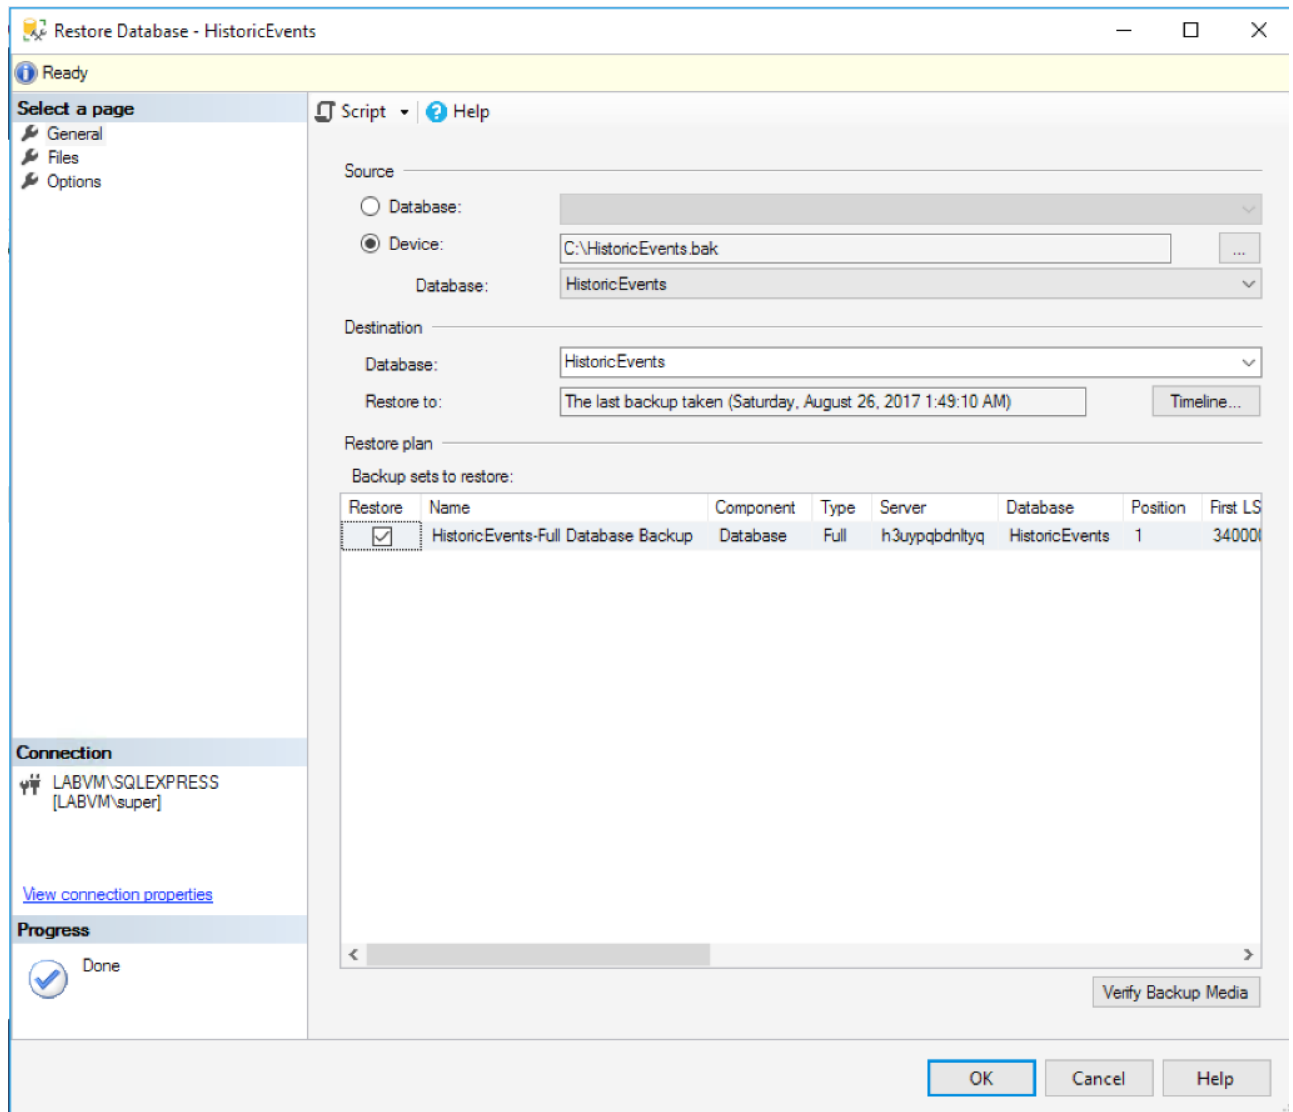 Restore Database - HistoricEvents
Ready
Select a page
General
Files
Options
Script
Help
Source
Database:
Device:
C:\HistoricEvents.bak
...
Database:
HistoricEvents
Destination
Database:
HistoricEvents
Restore to:
The last backup taken (Saturday, August 26, 2017 1:49:10 AM)
Timeline...
Restore plan
Backup sets to restore:
Restore Name Component Type Server Database Position First LS
HistoricEvents-Full Database Backup Database Full h3uypqbdnltyq HistoricEvents 1 34000
Connection
LABVM\SQLEXPRESS
[LABVM\super]
View connection properties
Progress
Done
Verify Backup Media
OK Cancel Help